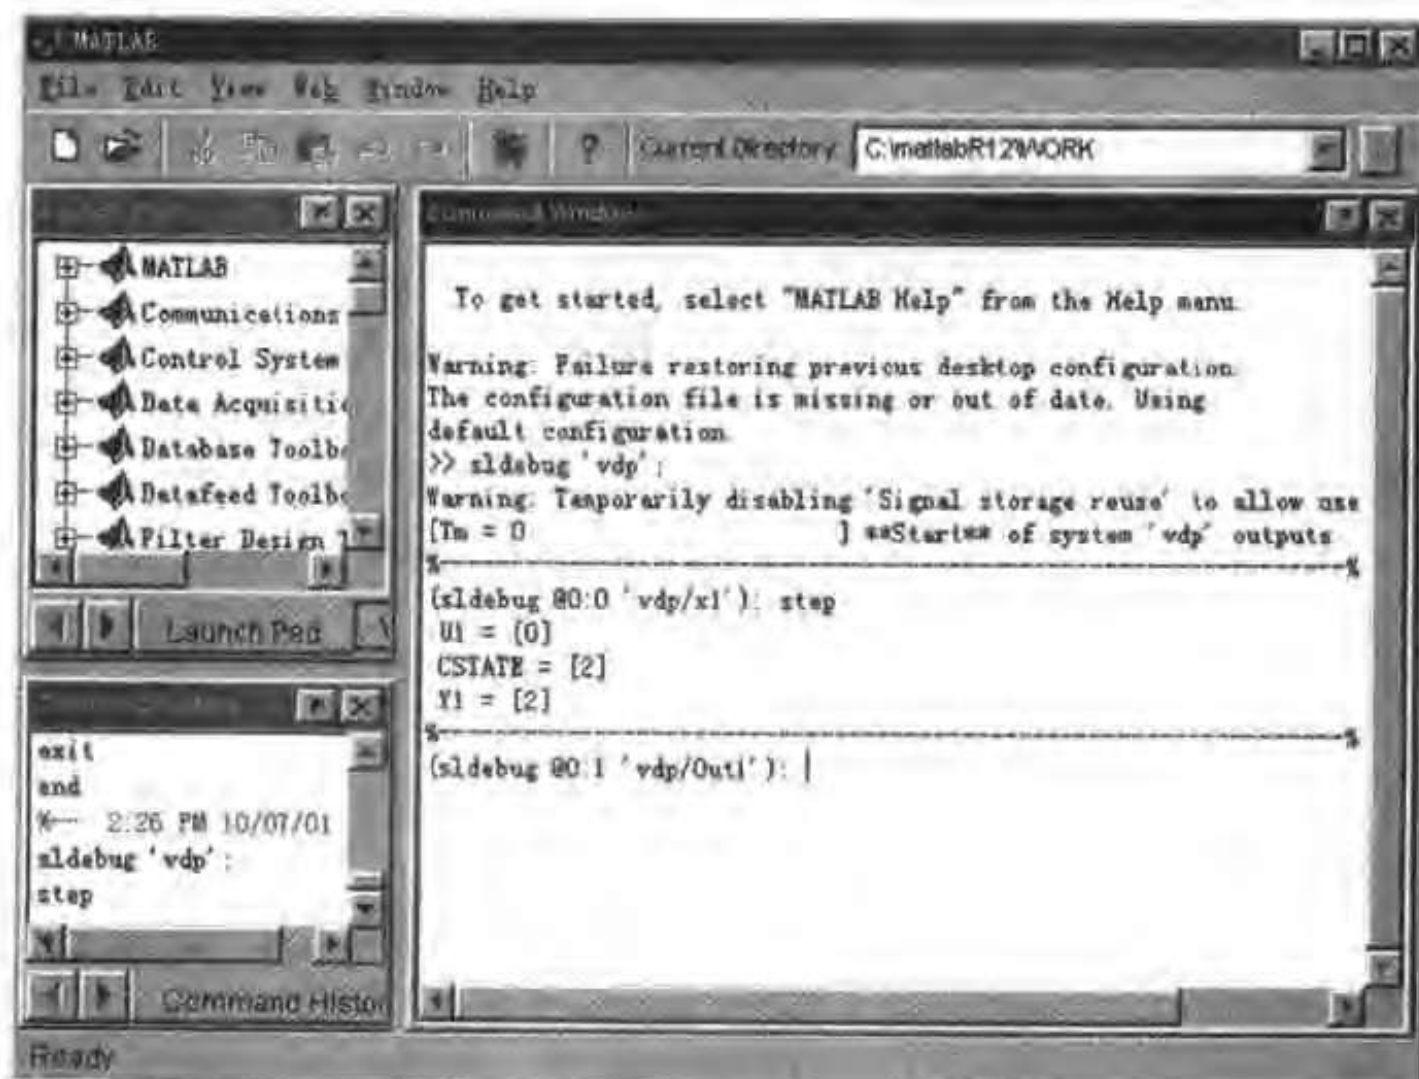 MATLAB
File Edit View Web Window Help
? Current Directory: C:\matlabR12\WORK
MATLAB
Communications
Control System
Data Acquisitio
Database Toolbo
Datafeed Toolbo
Filter Design T
Launch Pad
exit
end
%-- 2:26 PM 10/07/01
sldebug 'vdp';
step
Command Histo
Command Window
To get started, select "MATLAB Help" from the Help menu.
Warning: Failure restoring previous desktop configuration.
The configuration file is missing or out of date. Using
default configuration.
>> sldebug 'vdp';
Warning: Temporarily disabling 'Signal storage reuse' to allow use
[Tm = 0 ] **Start** of system 'vdp' outputs
%----------------------------------------------------------------%
(sldebug @0:0 'vdp/x1'): step
U1 = [0]
CSTATE = [2]
Y1 = [2]
%----------------------------------------------------------------%
(sldebug @0:1 'vdp/Out1'):
Ready